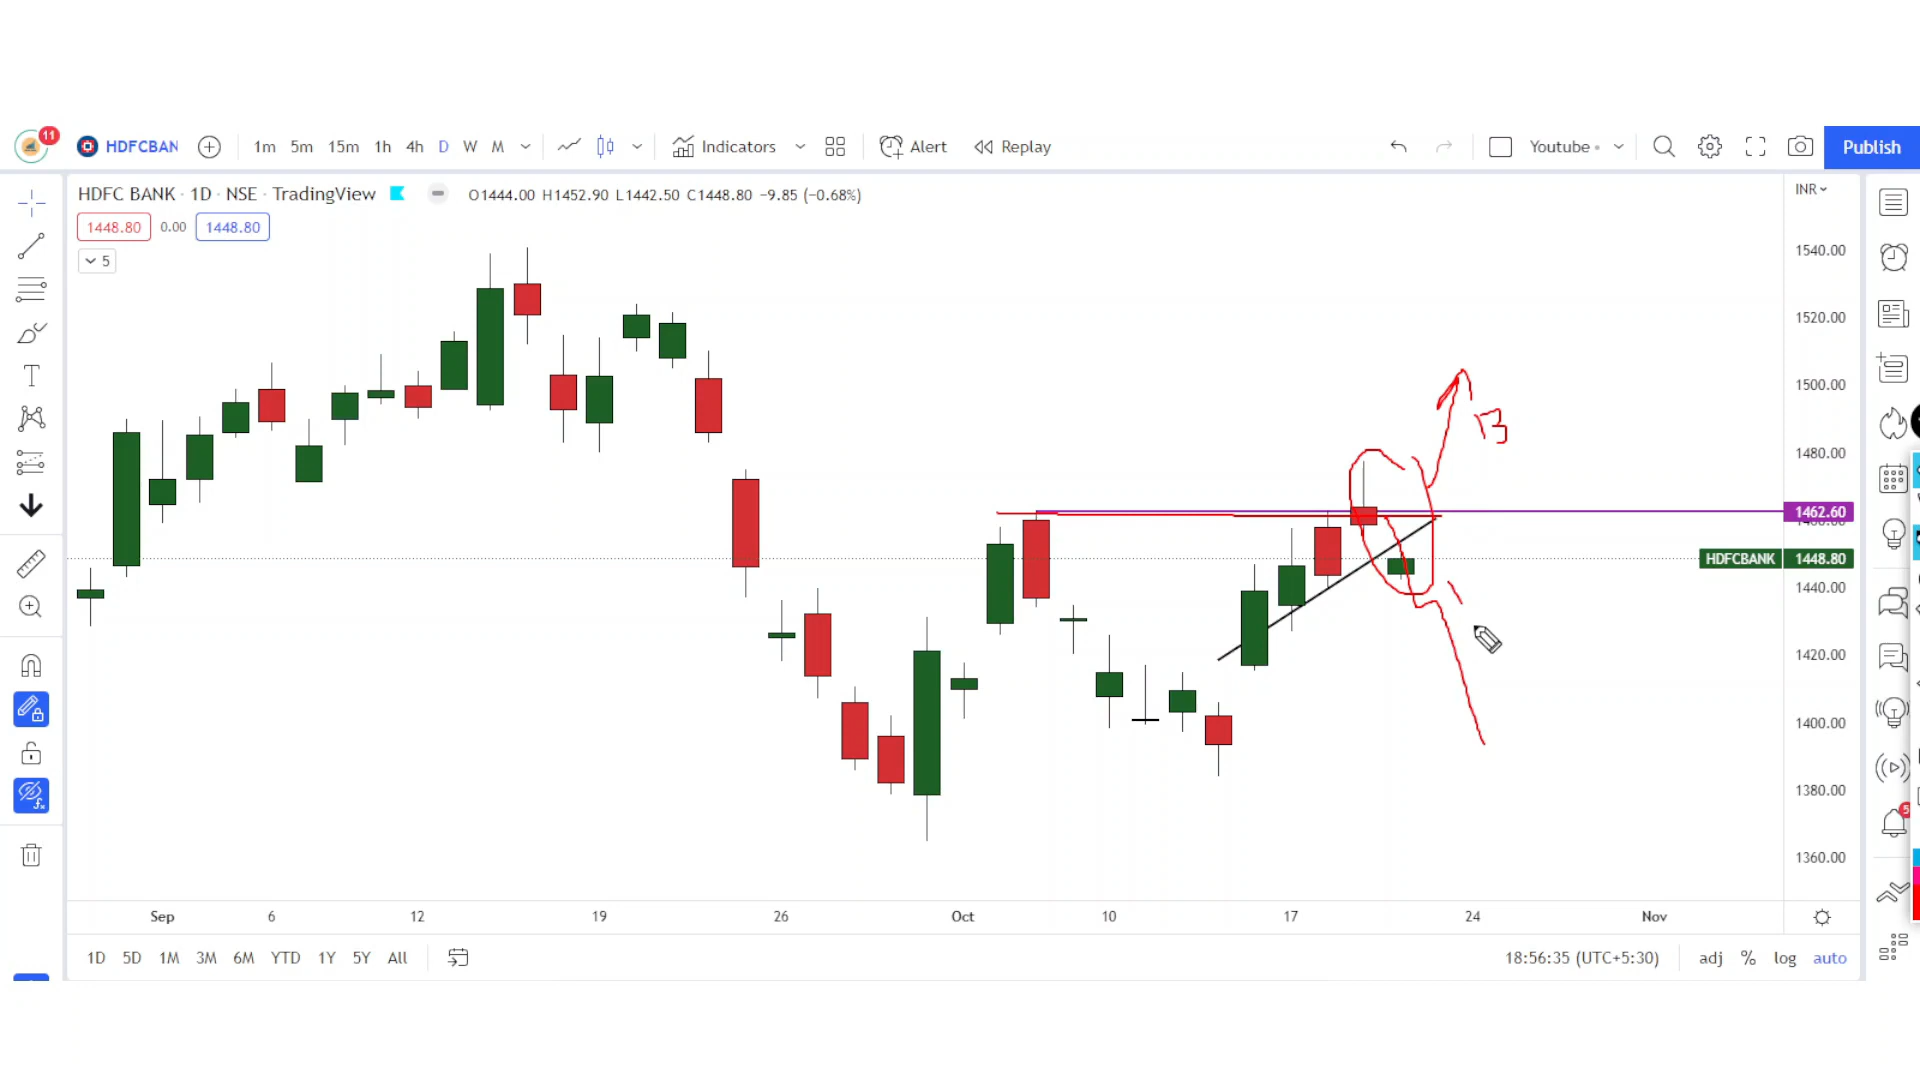 11 HDFCBAN 1m 5m 15m 1h 4h D W M Indicators Alert Replay Youtube Publish
HDFC BANK · 1D · NSE · TradingView O1444.00 H1452.90 L1442.50 C1448.80 −9.85 (−0.68%) INR
1448.80 0.00 1448.80
5
1540.00
1520.00
1500.00
1480.00
1462.60
HDFCBANK 1448.80
1440.00
1420.00
1400.00
1380.00
1360.00
Sep 6 12 19 26 Oct 10 17 24 Nov
1D 5D 1M 3M 6M YTD 1Y 5Y All 18:56:35 (UTC+5:30) adj % log auto